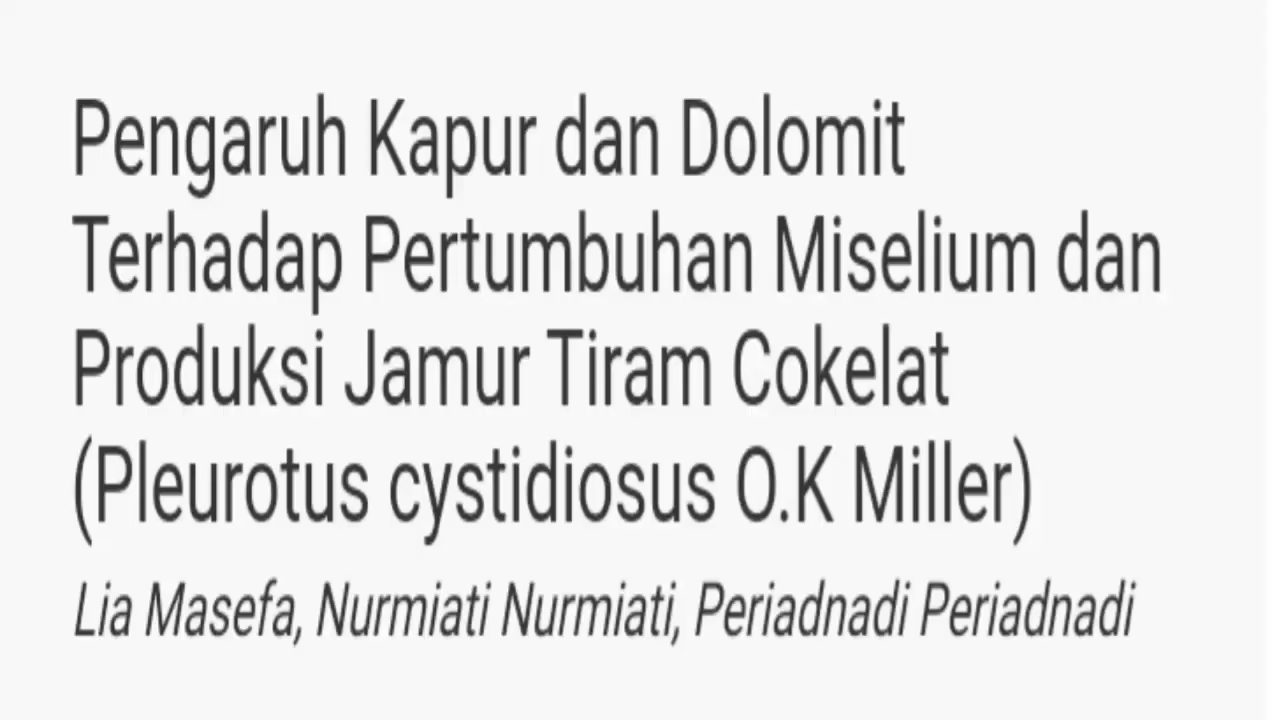 Pengaruh Kapur dan Dolomit
Terhadap Pertumbuhan Miselium dan
Produksi Jamur Tiram Cokelat
(Pleurotus cystidiosus O.K Miller)
Lia Masefa, Nurmiati Nurmiati, Periadnadi Periadnadi